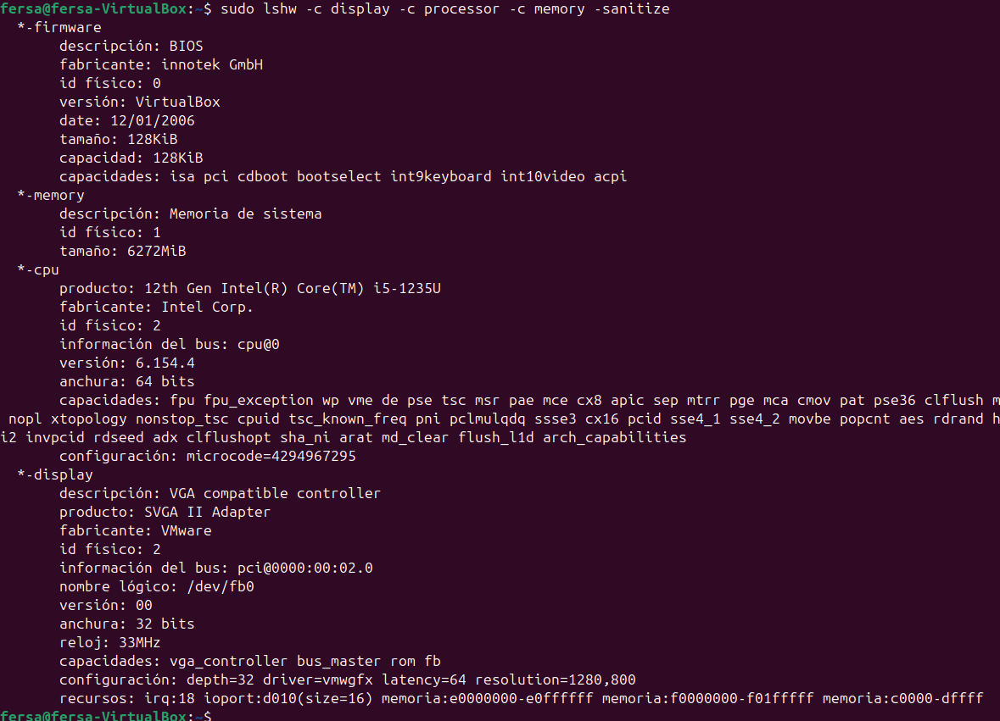 fersa@fersa-VirtualBox:~$ sudo lshw -c display -c processor -c memory -sanitize
*-firmware
descripción: BIOS
fabricante: innotek GmbH
id físico: 0
versión: VirtualBox
date: 12/01/2006
tamaño: 128KiB
capacidad: 128KiB
capacidades: isa pci cdboot bootselect int9keyboard int10video acpi
*-memory
descripción: Memoria de sistema
id físico: 1
tamaño: 6272MiB
*-cpu
producto: 12th Gen Intel(R) Core(TM) i5-1235U
fabricante: Intel Corp.
id físico: 2
información del bus: cpu@0
versión: 6.154.4
anchura: 64 bits
capacidades: fpu fpu_exception wp vme de pse tsc msr pae mce cx8 apic sep mtrr pge mca cmov pat pse36 clflush m
nopl xtopology nonstop_tsc cpuid tsc_known_freq pni pclmulqdq ssse3 cx16 pcid sse4_1 sse4_2 movbe popcnt aes rdrand h
i2 invpcid rdseed adx clflushopt sha_ni arat md_clear flush_l1d arch_capabilities
configuración: microcode=4294967295
*-display
descripción: VGA compatible controller
producto: SVGA II Adapter
fabricante: VMware
id físico: 2
información del bus: pci@0000:00:02.0
nombre lógico: /dev/fb0
versión: 00
anchura: 32 bits
reloj: 33MHz
capacidades: vga_controller bus_master rom fb
configuración: depth=32 driver=vmwgfx latency=64 resolution=1280,800
recursos: irq:18 ioport:d010(size=16) memoria:e0000000-e0ffffff memoria:f0000000-f01fffff memoria:c0000-dffff
fersa@fersa-VirtualBox:~$